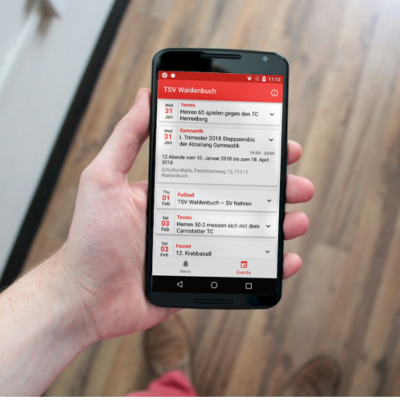 11:12
TSV Waldenbuch
Wed
31
Jan
Tennis
Herren 65 spielen gegen den TC
Herrenberg
Wed
31
Jan
Gymnastik
I. Trimester 2018 Steppaerobic
der Abteilung Gymnastik
19:00 - 20:00
12 Abende vom 10. Januar 2018 bis zum 18. April
2018
12, 71111
Waldenbuch
Thu
01
Feb
Fußball
TSV Waldenbuch – SV Nehren
Sat
03
Feb
Tennis
Herren 50-2 messen sich mit dem
Cannstatter TC
Sat
03
Feb
Fasnet
12. Krabbaball
News
Events